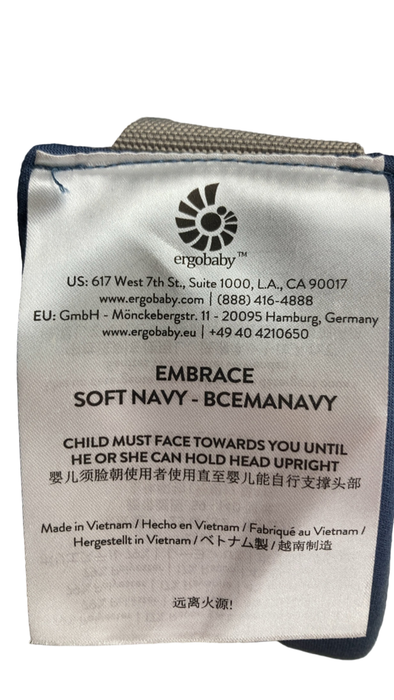 ergobaby™
US: 617 West 7th St., Suite 1000, L.A., CA 90017
www.ergobaby.com | (888) 416-4888
EU: GmbH - Mönckebergstr. 11 - 20095 Hamburg, Germany
www.ergobaby.eu | +49 40 4210650
EMBRACE
SOFT NAVY - BCEMANAVY
CHILD MUST FACE TOWARDS YOU UNTIL
HE OR SHE CAN HOLD HEAD UPRIGHT
婴儿须脸朝使用者使用直至婴儿能自行支撑头部
Made in Vietnam / Hecho en Vietnam / Fabriqué au Vietnam /
Hergestellt in Vietnam / ベトナム製 / 越南制造
远离火源!